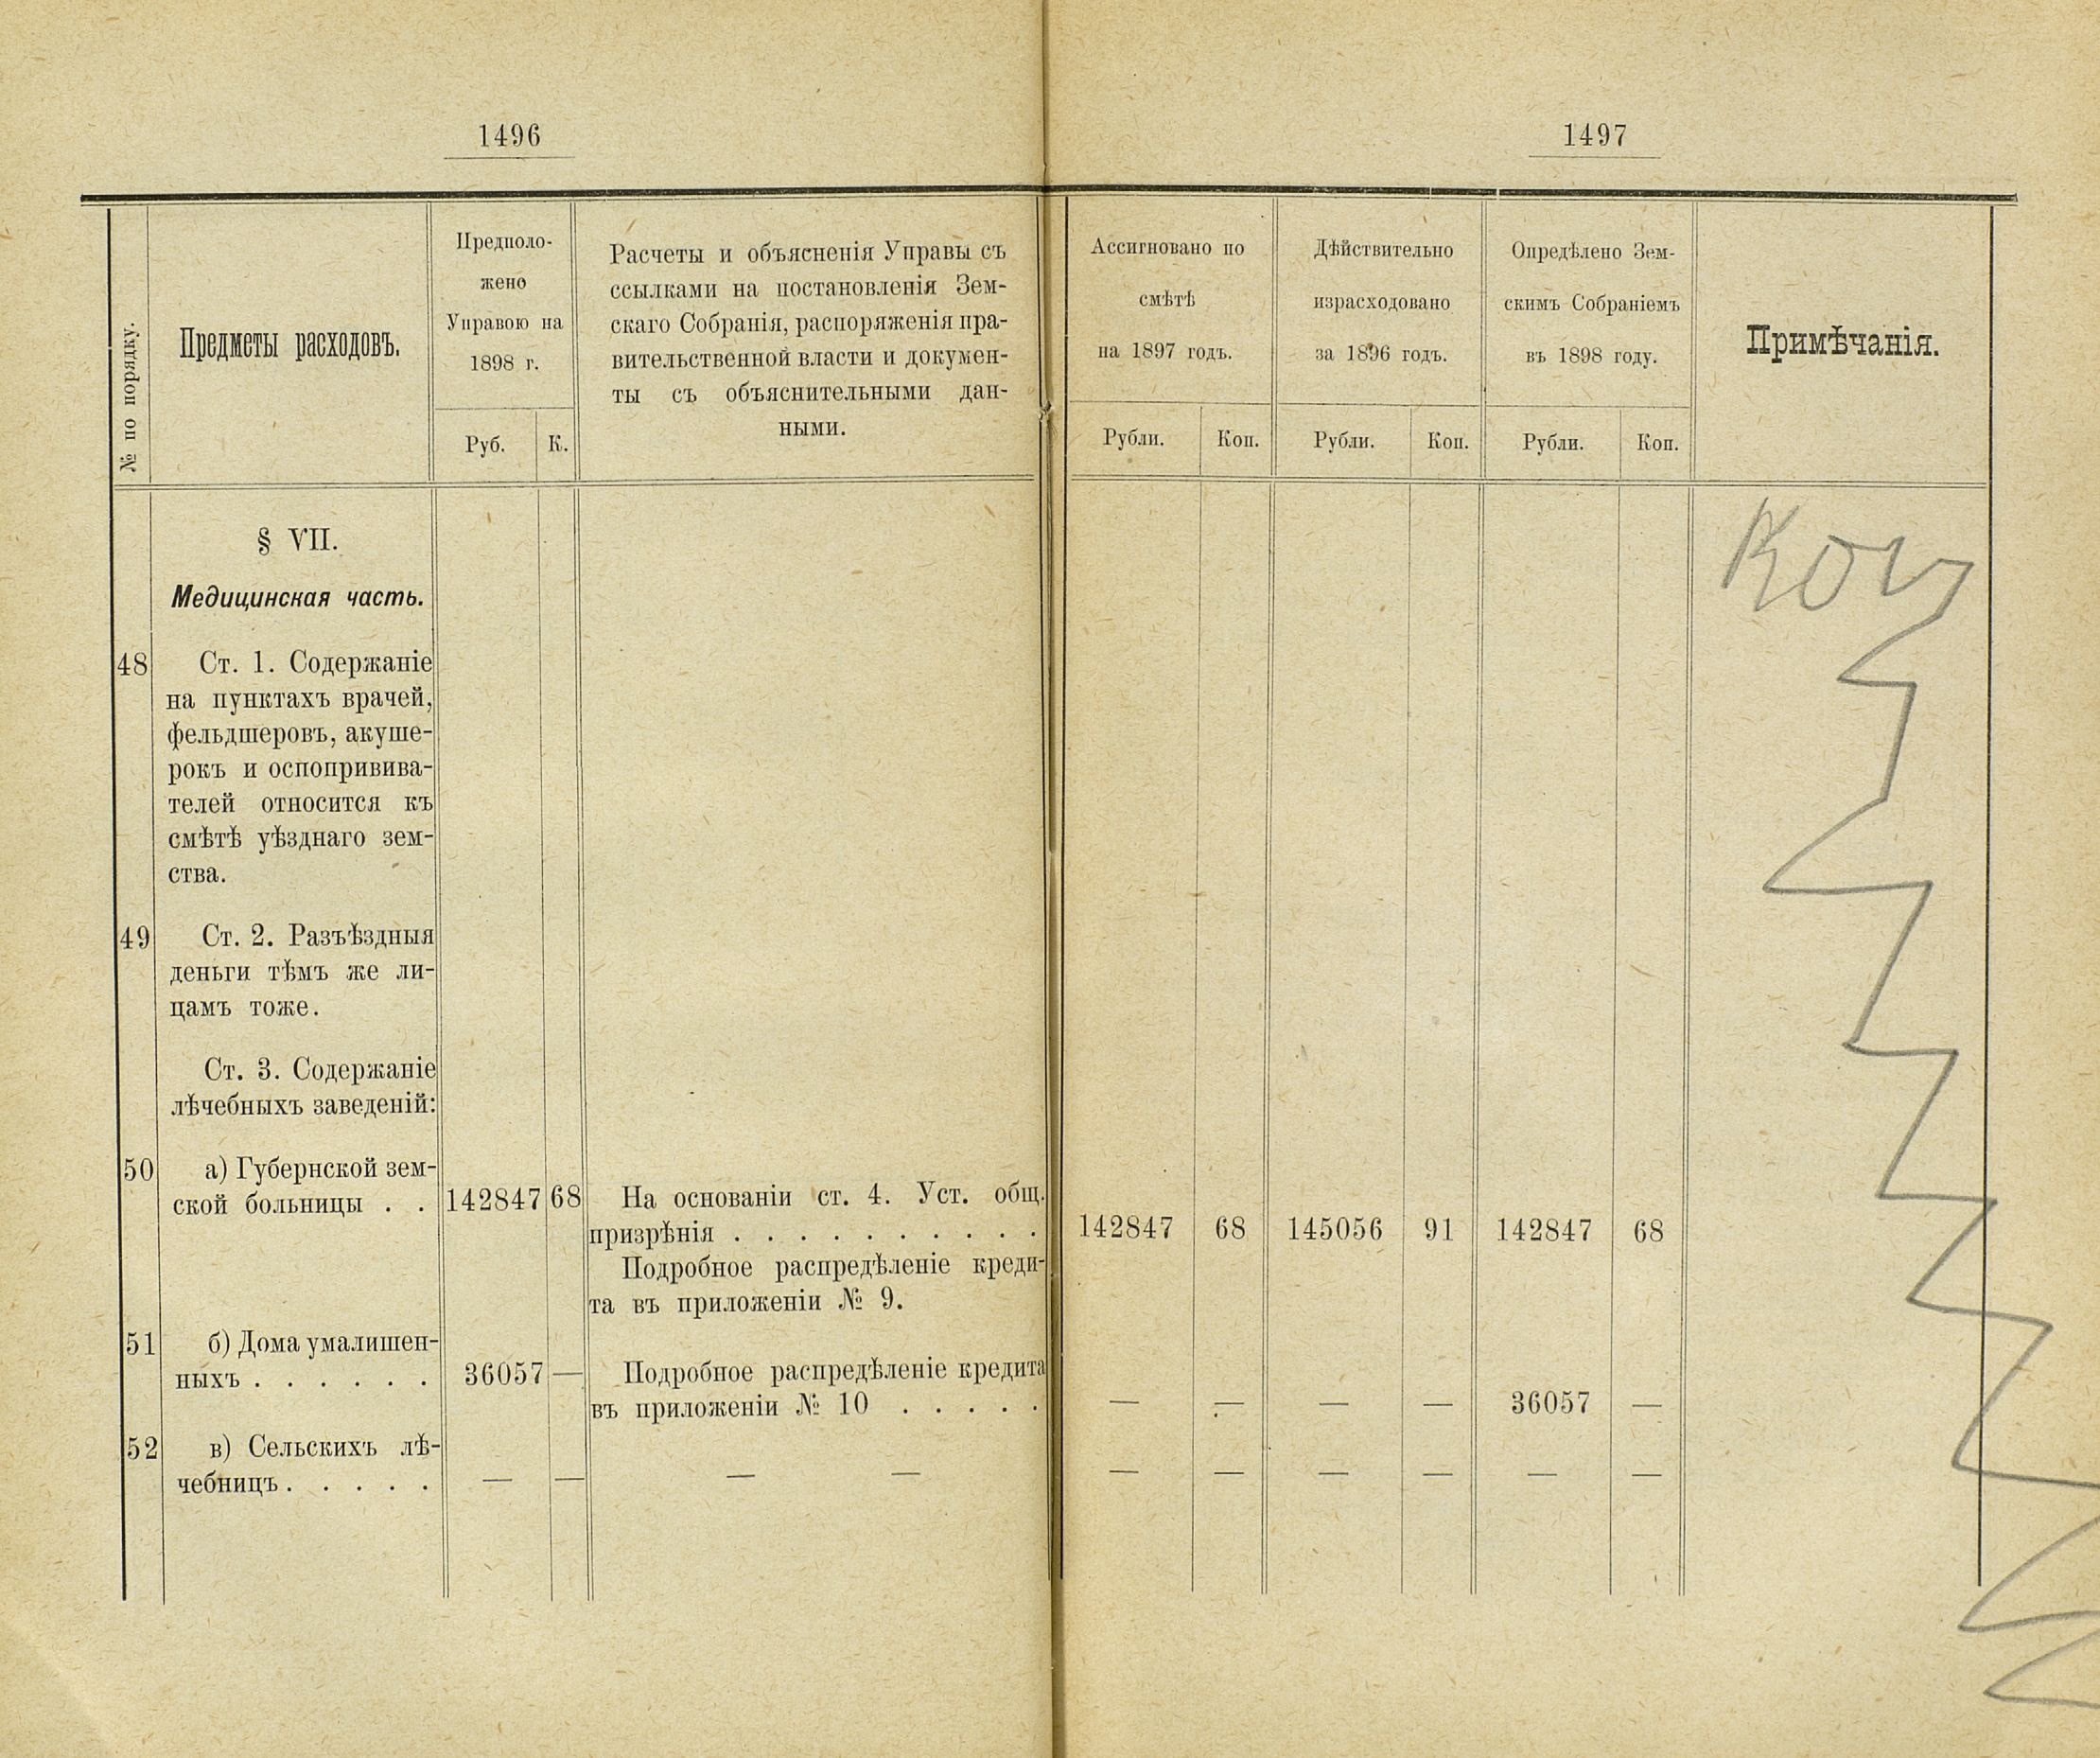 1496
№ по порядку.
Предметы расходовъ.
Предполо-
жено
Управою на
1898 г.
Руб.
К.
Расчеты и объясненія Управы съ
ссылками на постановленія Зем-
скаго Собранія, распоряженія пра-
вительственной власти и докумен-
ты съ объяснительными дан-
ными.
§ VII.
Медицинская часть.
48 Ст. 1. Содержаніе
на пунктахъ врачей,
фельдшеровъ, акуше-
рокъ и оспопрививa-
телей относится къ
смѣтѣ уѣзднаго зем-
ства.
49 Ст. 2. Разъѣздныя
деньги тѣмъ же ли-
цамъ тоже.
Ст. 3. Содержаніе
лѣчебныхъ заведеній:
50 а) Губернской зем-
ской больницы . . 142847 68 На основаніи ст. 4. Уст. общ.
призрѣнія . . . . . . . . . .
Подробное распредѣленіе креди-
та въ приложеніи № 9.
51 б) Дома умалишен-
ныхъ . . . . . . 36057 — Подробное распредѣленіе кредита
въ приложеніи № 10 . . . . .
52 в) Сельскихъ лѣ-
чебницъ . . . . . — — — —
1497
Ассигновано по
смѣтѣ
на 1897 годъ.
Рубли. Коп.
Дѣйствительно
израсходовано
за 1896 годъ.
Рубли. Коп.
Опредѣлено Зем-
скимъ Собраніемъ
въ 1898 году.
Рубли. Коп.
Примѣчанія.
142847 68 145056 91 142847 68
— — — — 36057 —
— — — — — —